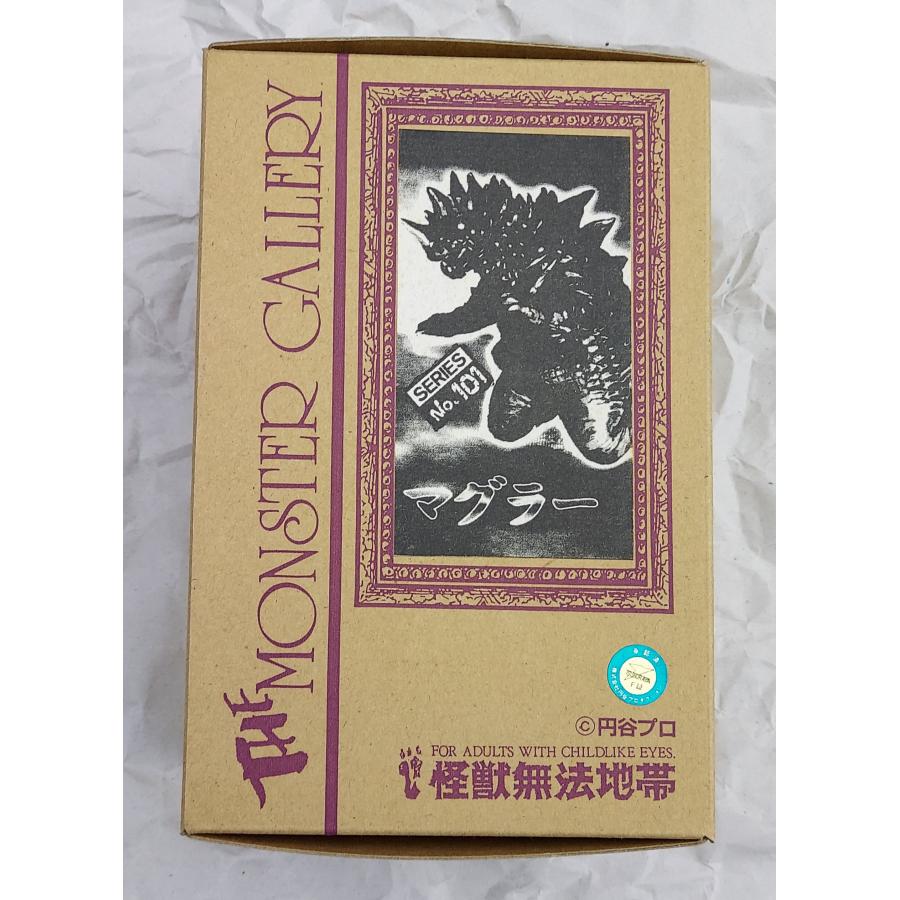 THE MONSTER GALLERY
SERIES
No.101
マグラー
©円谷プロ
FOR ADULTS WITH CHILDLIKE EYES.
怪獣無法地帯